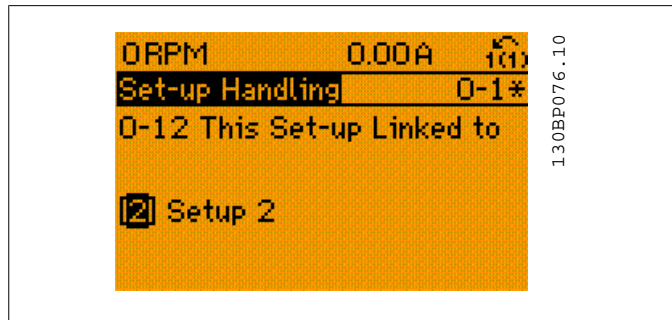 0RPM 0.00A 1(1)
Set-up Handling 0-1*
0-12 This Set-up Linked to
[2] Setup 2
130BP076.10